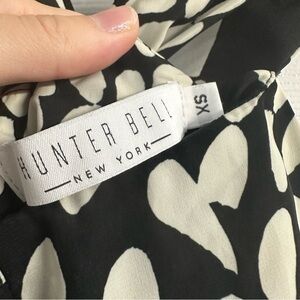 HUNTER BELL
NEW YORK
XS